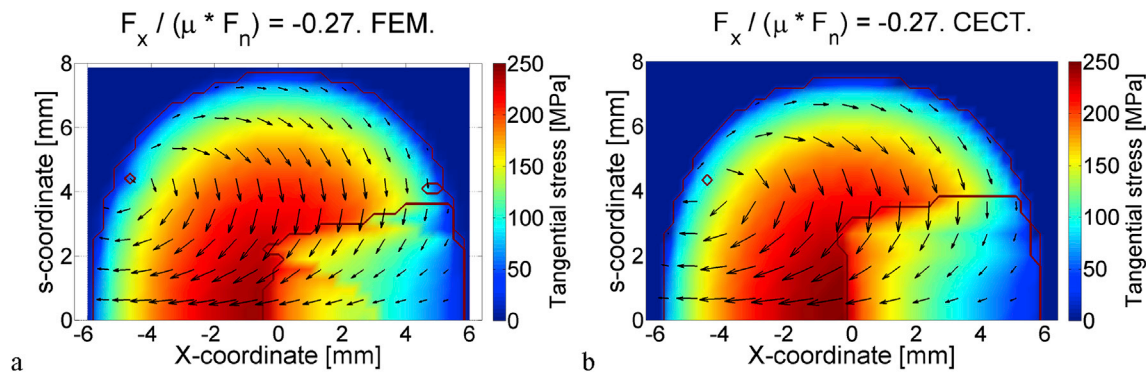 F_x / (μ * F_n) = -0.27. FEM.
8
6
4
2
0
s-coordinate [mm]
-6 -4 -2 0 2 4 6
X-coordinate [mm]
250
200
150
100
50
0
Tangential stress [MPa]
a
F_x / (μ * F_n) = -0.27. CECT.
8
6
4
2
0
s-coordinate [mm]
-6 -4 -2 0 2 4 6
X-coordinate [mm]
250
200
150
100
50
0
Tangential stress [MPa]
b